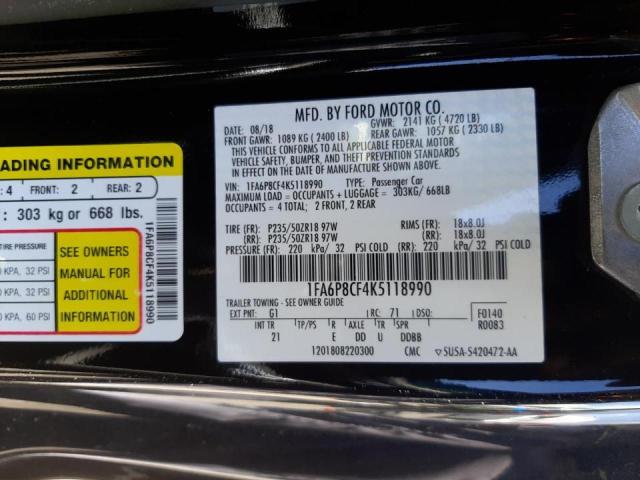 ADING INFORMATION
: 4 FRONT: 2 REAR: 2
: 303 kg or 668 lbs.
TIRE PRESSURE
KPA, 32 PSI
KPA, 32 PSI
KPA, 60 PSI
SEE OWNERS
MANUAL FOR
ADDITIONAL
INFORMATION
1FA6P8CF4K5118990
MFD. BY FORD MOTOR CO.
DATE: 08/18 GVWR: 2141 KG ( 4720 LB)
FRONT GAWR: 1089 KG ( 2400 LB) REAR GAWR: 1057 KG ( 2330 LB)
THIS VEHICLE CONFORMS TO ALL APPLICABLE FEDERAL MOTOR
VEHICLE SAFETY, BUMPER, AND THEFT PREVENTION STANDARDS
IN EFFECT ON THE DATE OF MANUFACTURE SHOWN ABOVE.
VIN: 1FA6P8CF4K5118990 TYPE: Passenger Car
MAXIMUM LOAD = OCCUPANTS + LUGGAGE = 303KG/ 668LB
OCCUPANTS = 4 TOTAL; 2 FRONT, 2 REAR
TIRE (FR): P235/50ZR18 97W RIMS (FR): 18x8.0J
(RR): P235/50ZR18 97W (RR): 18x8.0J
PRESSURE (FR): 220 kPa/ 32 PSI COLD (RR): 220 kPa/ 32 PSI COLD
1FA6P8CF4K5118990
TRAILER TOWING - SEE OWNER GUIDE
EXT PNT: G1 RC: 71 DSO: F0140
INT TR TP/PS R AXLE TR SPR R0083
21 E DD U DDBB
1201808220300 CMC ▽5U5A-5420472-AA